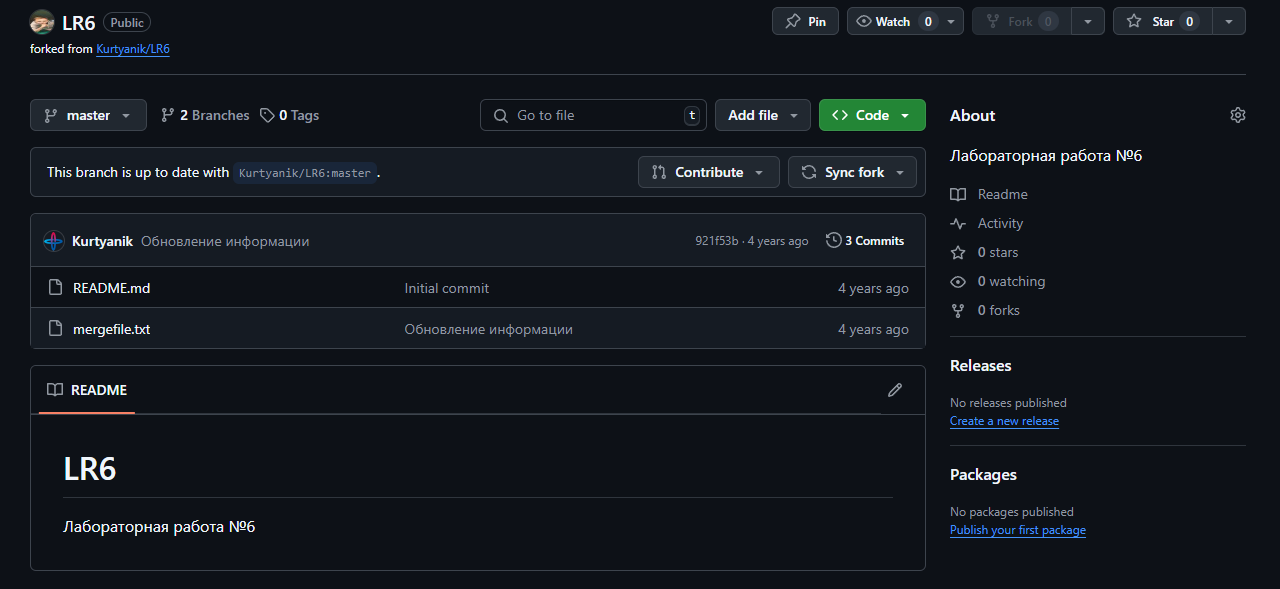 LR6 Public Pin Watch 0 Fork 0 Star 0
forked from Kurtyanik/LR6
master 2 Branches 0 Tags Go to file t Add file Code
This branch is up to date with Kurtyanik/LR6:master . Contribute Sync fork
Kurtyanik Обновление информации 921f53b · 4 years ago 3 Commits
README.md Initial commit 4 years ago
mergefile.txt Обновление информации 4 years ago
README
LR6
Лабораторная работа №6
About
Лабораторная работа №6
Readme
Activity
0 stars
0 watching
0 forks
Releases
No releases published
Create a new release
Packages
No packages published
Publish your first package